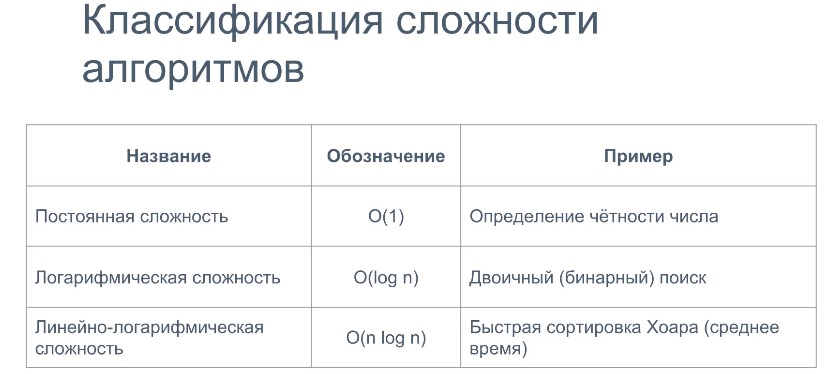 Классификация сложности
алгоритмов
Название Обозначение Пример
Постоянная сложность O(1) Определение чётности числа
Логарифмическая сложность O(log n) Двоичный (бинарный) поиск
Линейно-логарифмическая
сложность
O(n log n)
Быстрая сортировка Хоара (среднее
время)